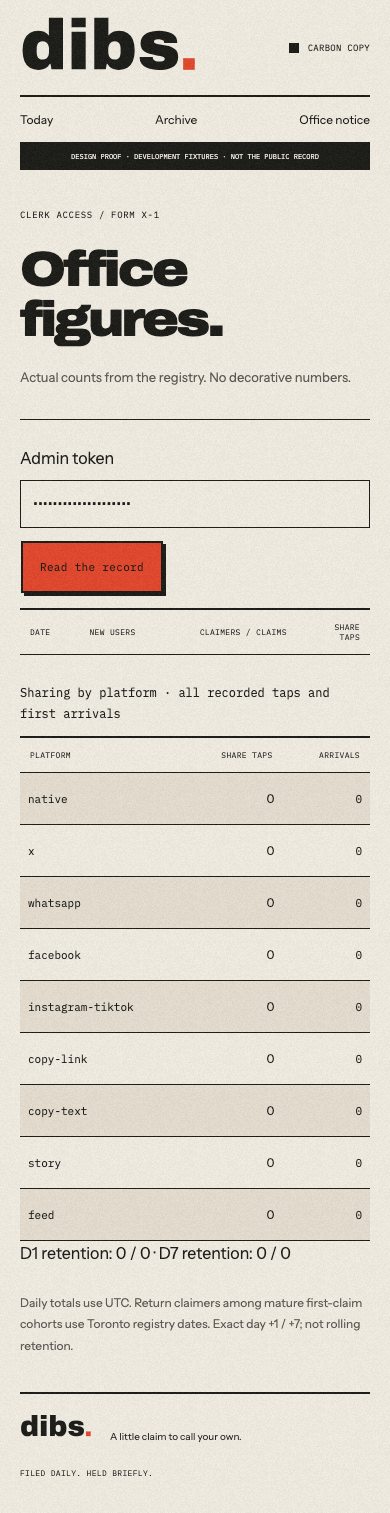 dibs.
CARBON COPY
Today Archive Office notice
DESIGN PROOF · DEVELOPMENT FIXTURES · NOT THE PUBLIC RECORD
CLERK ACCESS / FORM X-1
Office
figures.
Actual counts from the registry. No decorative numbers.
Admin token
••••••••••••••••••••
Read the record
DATE NEW USERS CLAIMERS / CLAIMS SHARE TAPS
Sharing by platform · all recorded taps and
first arrivals
PLATFORM SHARE TAPS ARRIVALS
native 0 0
x 0 0
whatsapp 0 0
facebook 0 0
instagram-tiktok 0 0
copy-link 0 0
copy-text 0 0
story 0 0
feed 0 0
D1 retention: 0 / 0 · D7 retention: 0 / 0
Daily totals use UTC. Return claimers among mature first-claim
cohorts use Toronto registry dates. Exact day +1 / +7; not rolling
retention.
dibs. A little claim to call your own.
FILED DAILY. HELD BRIEFLY.